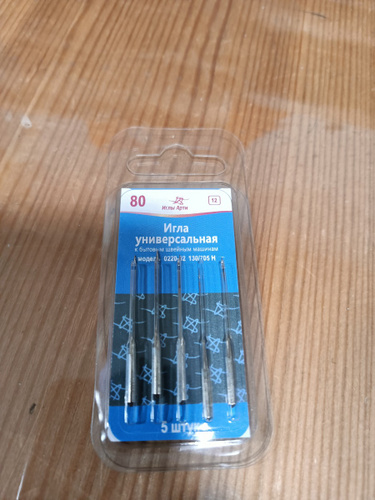 80
12
Иглы Арти
Игла
универсальная
к бытовым швейным машинам
130/705 H
5 штук